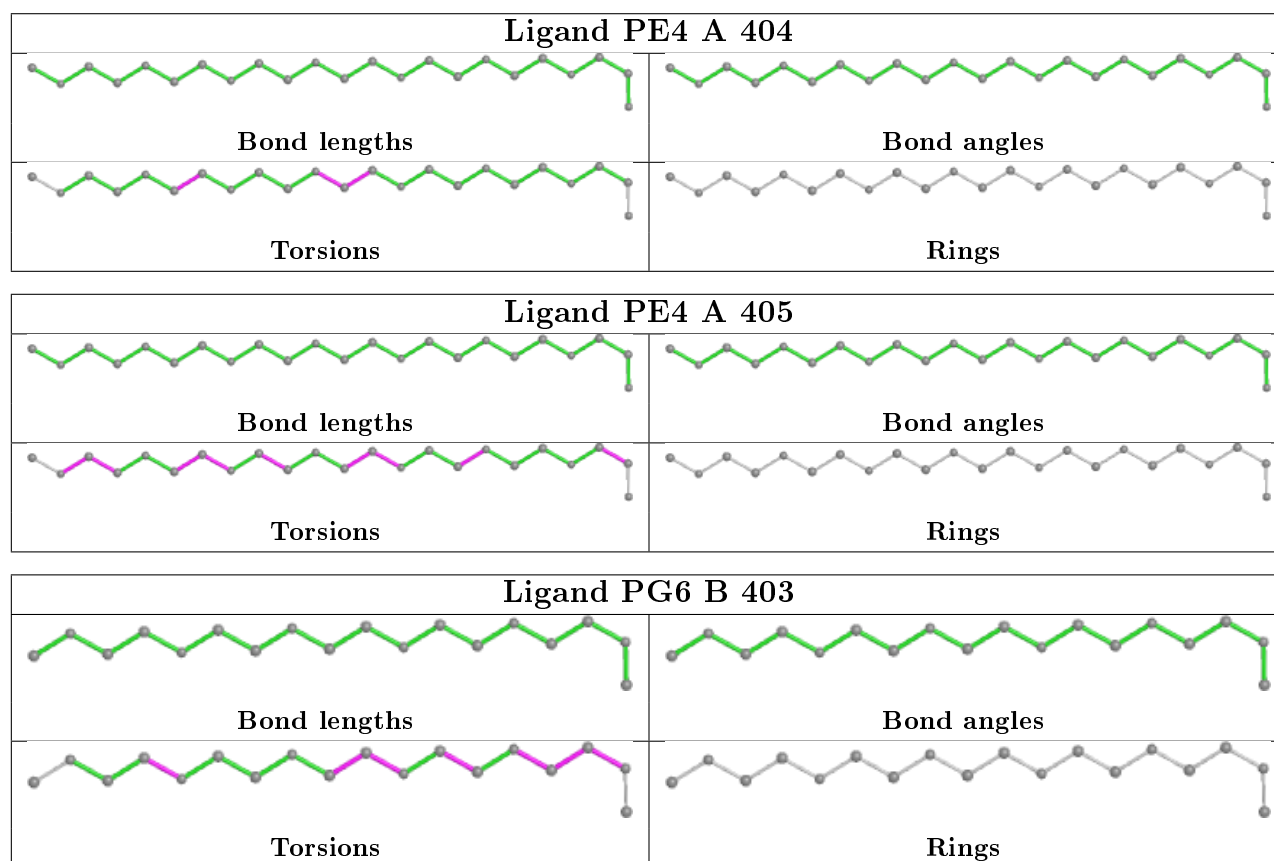 Ligand PE4 A 404
Bond lengths
Bond angles
Torsions
Rings
Ligand PE4 A 405
Bond lengths
Bond angles
Torsions
Rings
Ligand PG6 B 403
Bond lengths
Bond angles
Torsions
Rings